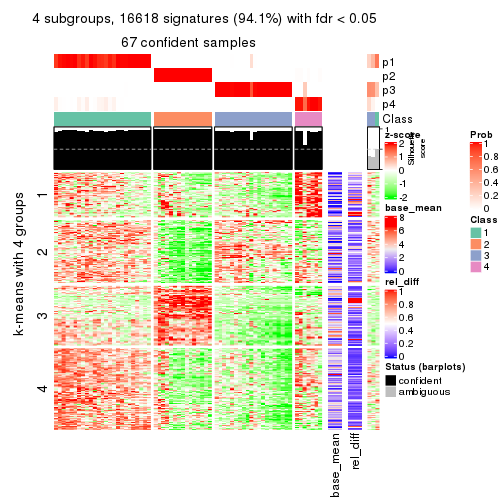 4 subgroups, 16618 signatures (94.1%) with fdr < 0.05
67 confident samples
p1
p2
p3
p4
Class
1
Silhouette
score
k-means with 4 groups
1
2
3
4
base_mean
rel_diff
z-score
2
1
0
-1
-2
base_mean
8
6
4
2
0
rel_diff
1
0.8
0.6
0.4
0.2
0
Status (barplots)
confident
ambiguous
Prob
1
0.8
0.6
0.4
0.2
0
Class
1
2
3
4